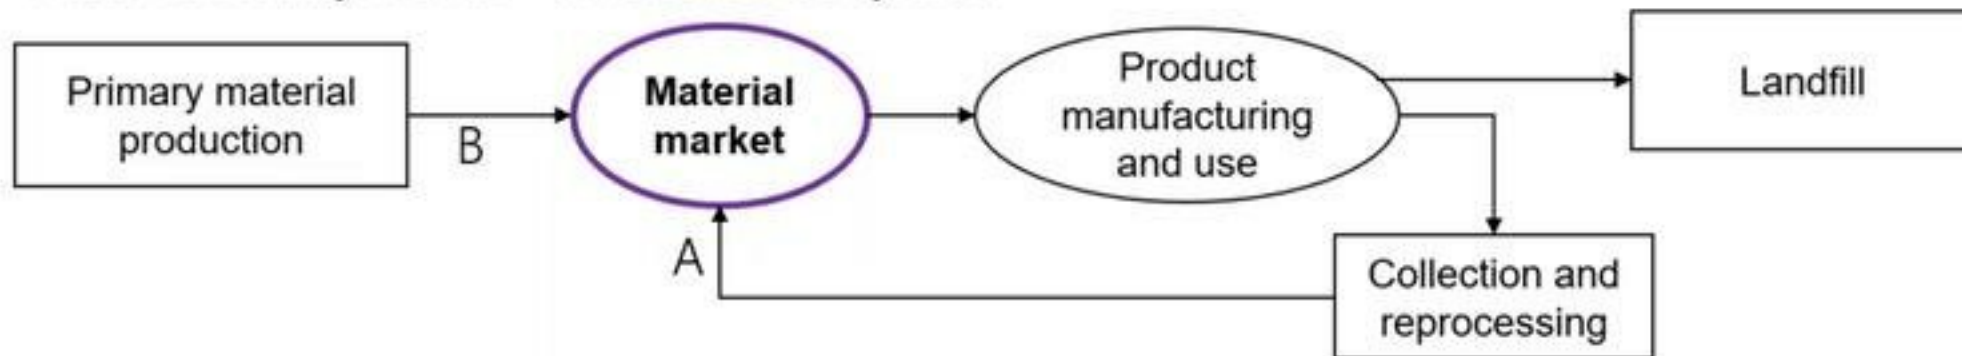 Primary material
production
B
Material
market
Product
manufacturing
and use
Landfill
A
Collection and
reprocessing